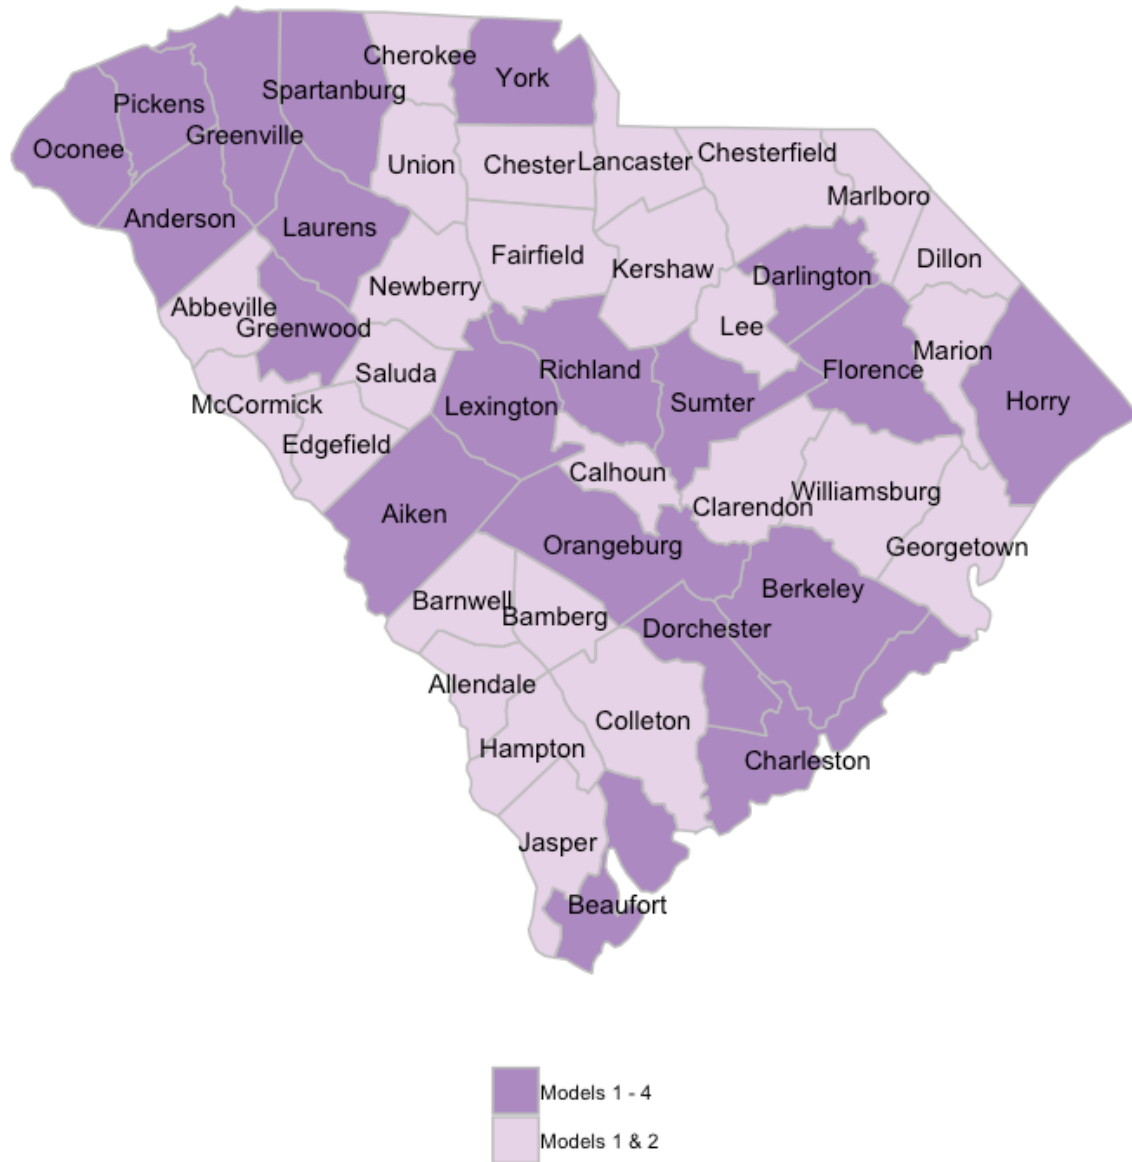 Cherokee
York
Spartanburg
Pickens
Greenville
Oconee
Union
Chester
Lancaster
Chesterfield
Marlboro
Anderson
Laurens
Fairfield
Kershaw
Darlington
Dillon
Newberry
Abbeville
Greenwood
Lee
Marion
Saluda
Richland
Florence
McCormick
Lexington
Sumter
Horry
Edgefield
Calhoun
Clarendon
Williamsburg
Aiken
Orangeburg
Georgetown
Barnwell
Bamberg
Berkeley
Dorchester
Allendale
Colleton
Hampton
Charleston
Jasper
Beaufort
Models 1 - 4
Models 1 & 2